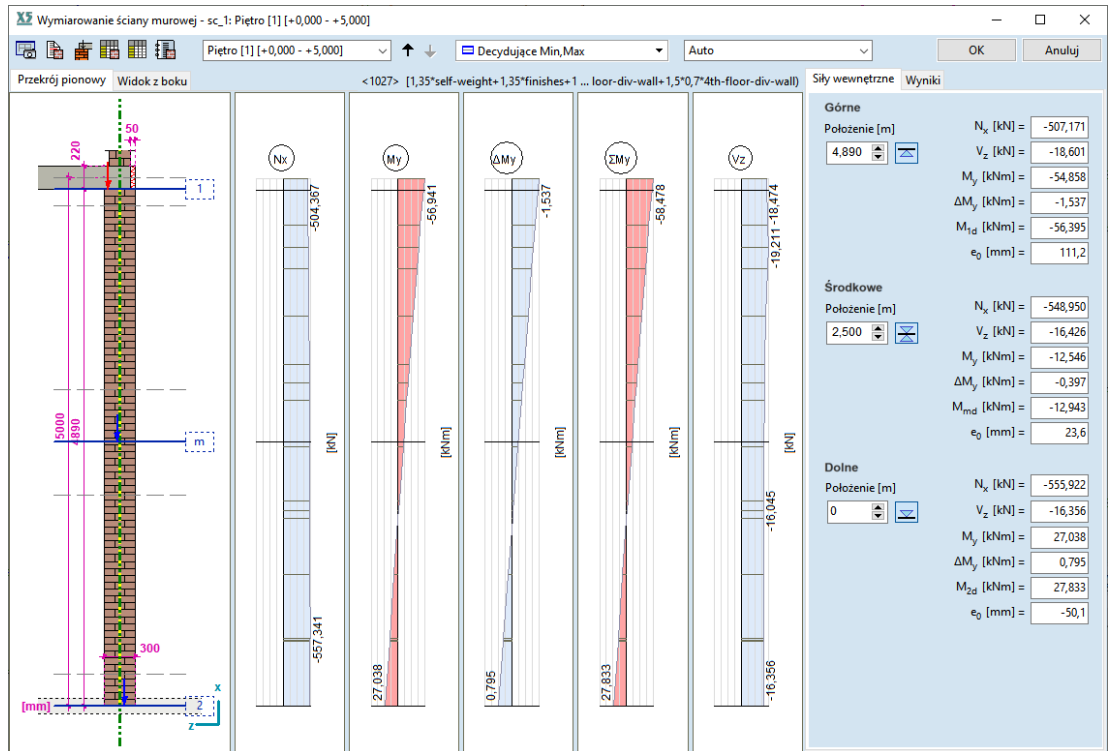 Wymiarowanie ściany murowej - sc_1: Piętro [1] [+0,000 - +5,000]
Piętro [1] [+0,000 - +5,000]
Decydujące Min,Max
Auto
OK
Anuluj
Przekrój pionowy
Widok z boku
<1027> [1,35*self-weight+1,35*finishes+1 ... loor-div-wall+1,5*0,7*4th-floor-div-wall)
Siły wewnętrzne
Wyniki
50
220
1
5000
4890
m
300
[mm]
2
x
z
Nx
-504,367
[kN]
-557,341
My
-56,941
[kNm]
27,038
ΔMy
-1,537
[kNm]
0,795
ΣMy
-58,478
[kNm]
27,833
Vz
-18,474
-19,211
[kN]
-16,045
-16,356
Górne
Położenie [m]
4,890
Nx [kN] = -507,171
Vz [kN] = -18,601
My [kNm] = -54,858
ΔMy [kNm] = -1,537
M1d [kNm] = -56,395
e0 [mm] = 111,2
Środkowe
Położenie [m]
2,500
Nx [kN] = -548,950
Vz [kN] = -16,426
My [kNm] = -12,546
ΔMy [kNm] = -0,397
Mmd [kNm] = -12,943
e0 [mm] = 23,6
Dolne
Położenie [m]
0
Nx [kN] = -555,922
Vz [kN] = -16,356
My [kNm] = 27,038
ΔMy [kNm] = 0,795
M2d [kNm] = 27,833
e0 [mm] = -50,1